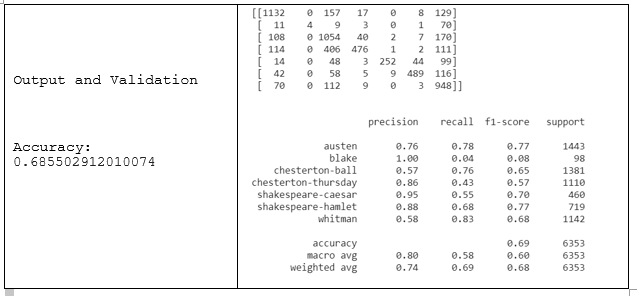 [[1132 0 157 17 0 8 129]
[ 11 4 9 3 0 1 70]
[ 108 0 1054 40 2 7 170]
[ 114 0 406 476 1 2 111]
[ 14 0 48 3 252 44 99]
[ 42 0 58 5 9 489 116]
[ 70 0 112 9 0 3 948]]
Output and Validation
Accuracy:
0.685502912010074
precision recall f1-score support
austen 0.76 0.78 0.77 1443
blake 1.00 0.04 0.08 98
chesterton-ball 0.57 0.76 0.65 1381
chesterton-thursday 0.86 0.43 0.57 1110
shakespeare-caesar 0.95 0.55 0.70 460
shakespeare-hamlet 0.88 0.68 0.77 719
whitman 0.58 0.83 0.68 1142
accuracy 0.69 6353
macro avg 0.80 0.58 0.60 6353
weighted avg 0.74 0.69 0.68 6353